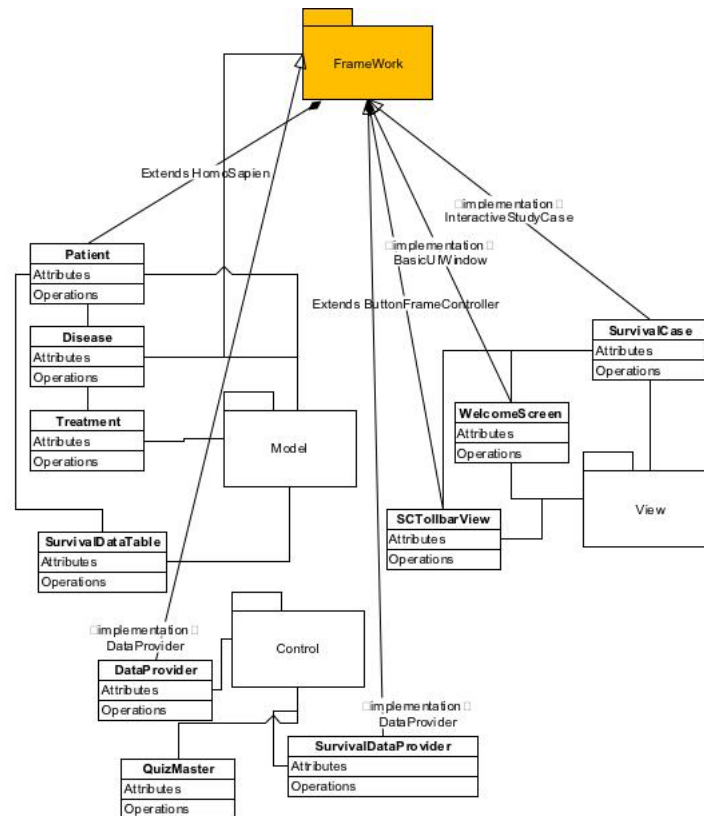 FrameWork
Extends HomoSapien
implementation
InteractiveStudyCase
implementation
BasicUIWindow
Extends ButtonFrameController
Patient
Attributes
Operations
Disease
Attributes
Operations
Treatment
Attributes
Operations
Model
SurvivalDataTable
Attributes
Operations
SurvivalCase
Attributes
Operations
WelcomeScreen
Attributes
Operations
View
SCTollbarView
Attributes
Operations
implementation
DataProvider
DataProvider
Attributes
Operations
Control
implementation
DataProvider
SurvivalDataProvider
Attributes
Operations
QuizMaster
Attributes
Operations